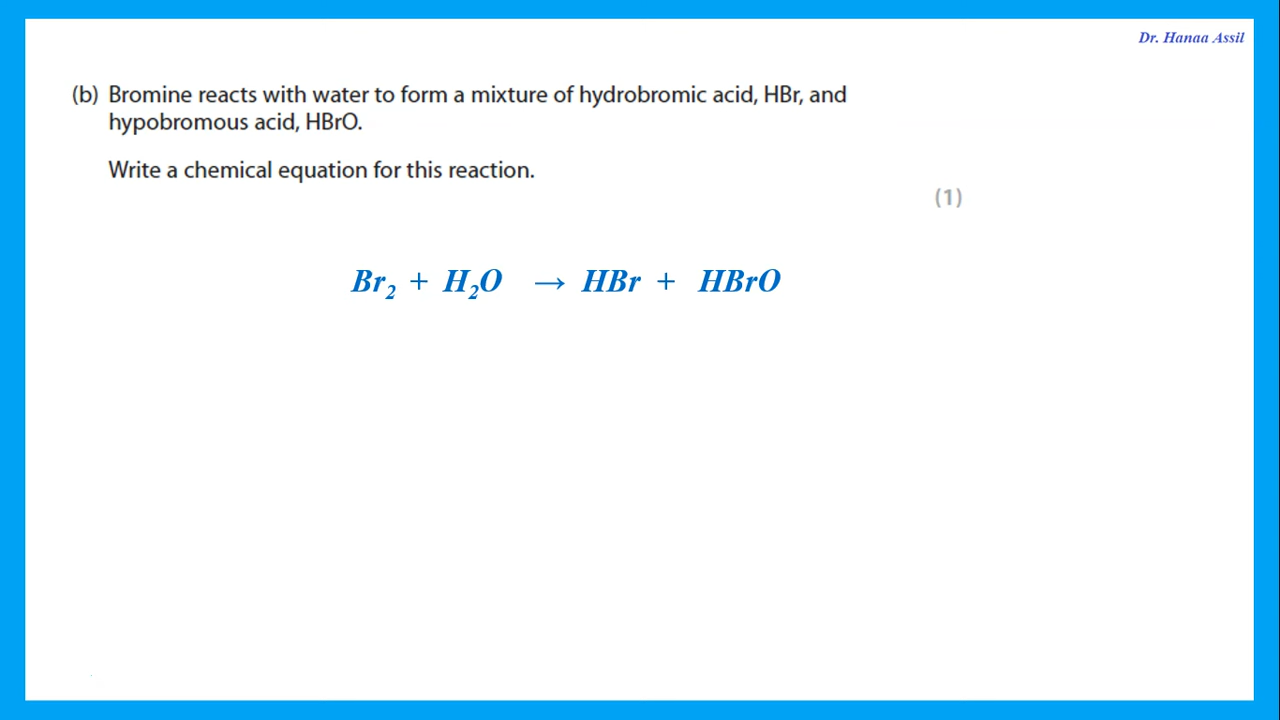 Dr. Hanaa Assil
(b) Bromine reacts with water to form a mixture of hydrobromic acid, HBr, and
hypobromous acid, HBrO.
Write a chemical equation for this reaction.
(1)
Br₂ + H₂O → HBr + HBrO